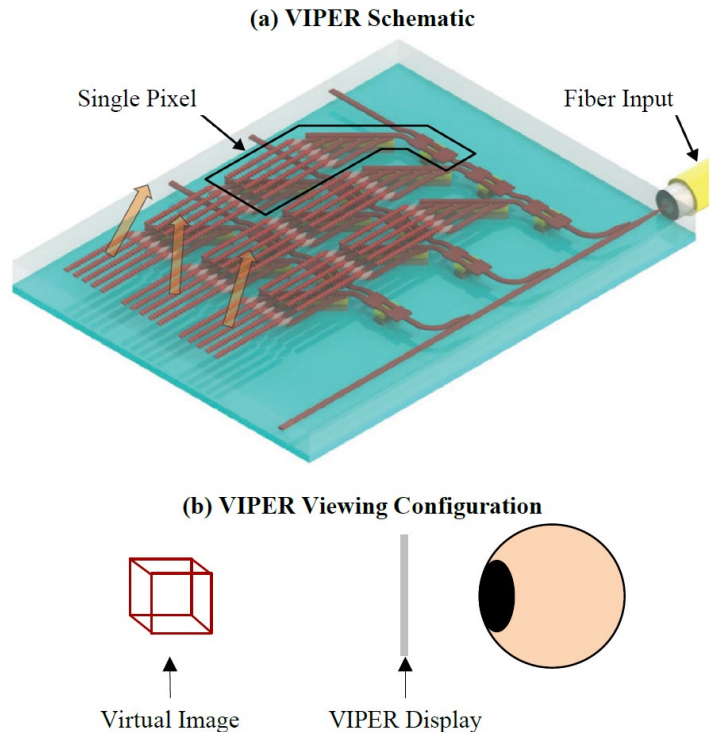 (a) VIPER Schematic
Single Pixel
Fiber Input
(b) VIPER Viewing Configuration
Virtual Image
VIPER Display